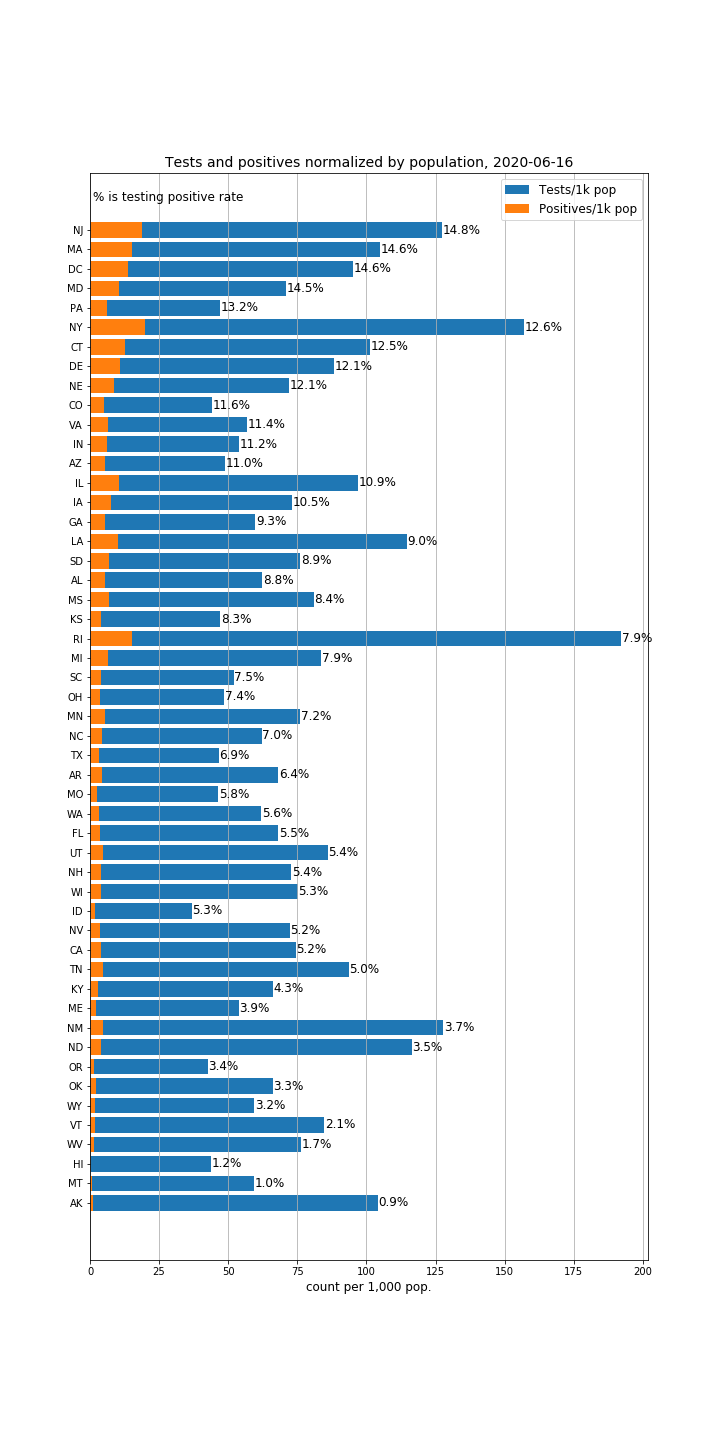 Tests and positives normalized by population, 2020-06-16
% is testing positive rate
Tests/1k pop
Positives/1k pop
NJ 14.8%
MA 14.6%
DC 14.6%
MD 14.5%
PA 13.2%
NY 12.6%
CT 12.5%
DE 12.1%
NE 12.1%
CO 11.6%
VA 11.4%
IN 11.2%
AZ 11.0%
IL 10.9%
IA 10.5%
GA 9.3%
LA 9.0%
SD 8.9%
AL 8.8%
MS 8.4%
KS 8.3%
RI 7.9%
MI 7.9%
SC 7.5%
OH 7.4%
MN 7.2%
NC 7.0%
TX 6.9%
AR 6.4%
MO 5.8%
WA 5.6%
FL 5.5%
UT 5.4%
NH 5.4%
WI 5.3%
ID 5.3%
NV 5.2%
CA 5.2%
TN 5.0%
KY 4.3%
ME 3.9%
NM 3.7%
ND 3.5%
OR 3.4%
OK 3.3%
WY 3.2%
VT 2.1%
WV 1.7%
HI 1.2%
MT 1.0%
AK 0.9%
0 25 50 75 100 125 150 175 200
count per 1,000 pop.